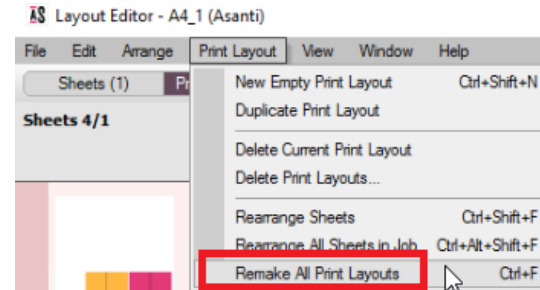 AS Layout Editor - A4_1 (Asanti)
File Edit Arrange Print Layout View Window Help
Sheets (1)
Sheets 4/1
New Empty Print Layout Ctrl+Shift+N
Duplicate Print Layout
Delete Current Print Layout
Delete Print Layouts...
Rearrange Sheets Ctrl+Shift+F
Rearrange All Sheets in Job Ctrl+Alt+Shift+F
Remake All Print Layouts Ctrl+F